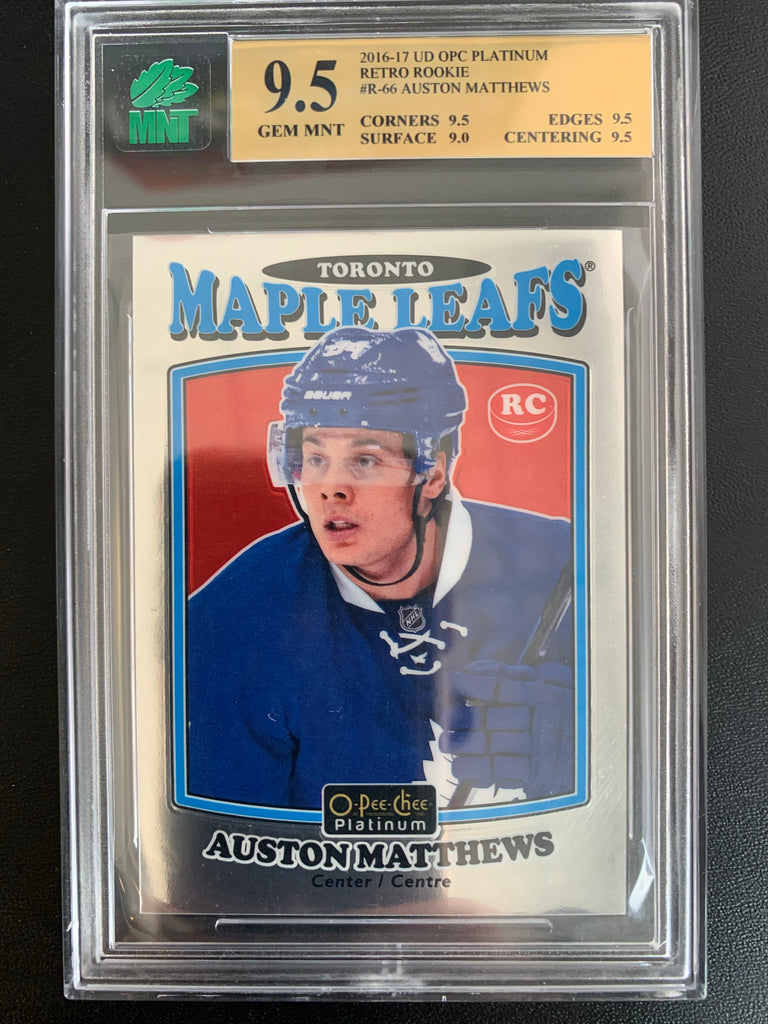 MNT
9.5
GEM MNT
2016-17 UD OPC PLATINUM
RETRO ROOKIE
#R-66 AUSTON MATTHEWS
CORNERS 9.5 EDGES 9.5
SURFACE 9.0 CENTERING 9.5
TORONTO
MAPLE LEAFS®
34
BAUER
RC
NHL
O-Pee-Chee
Platinum
AUSTON MATTHEWS
Center / Centre